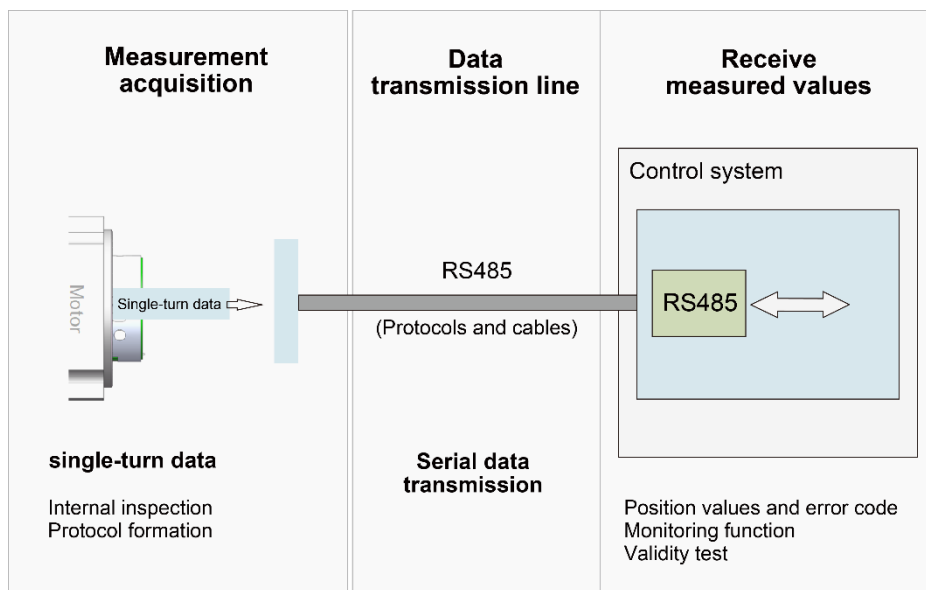 Measurement
acquisition
Motor
Single-turn data
single-turn data
Internal inspection
Protocol formation
Data
transmission line
RS485
(Protocols and cables)
Serial data
transmission
Receive
measured values
Control system
RS485
Position values and error code
Monitoring function
Validity test